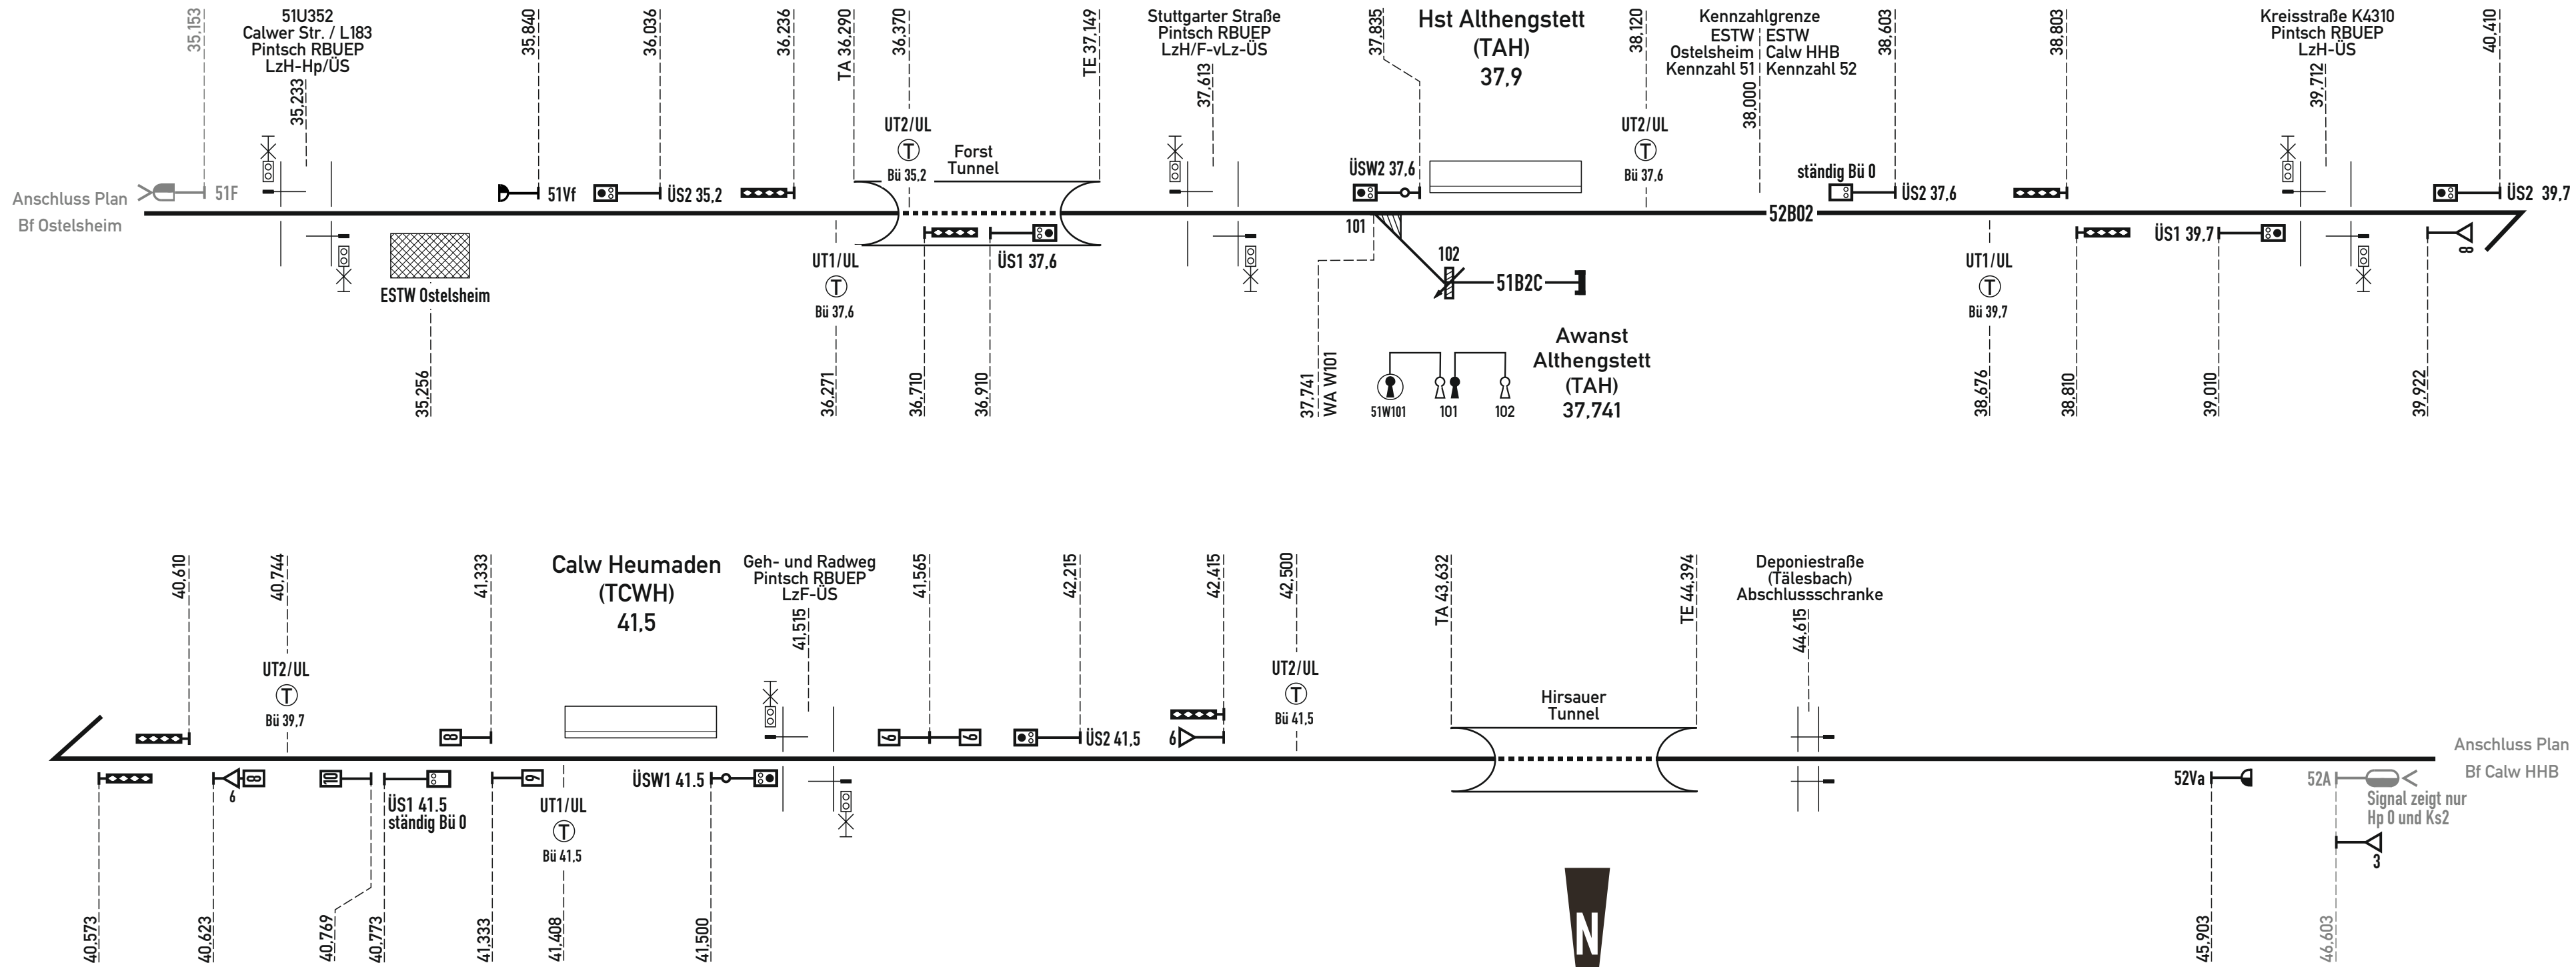 35,153
51U352
Calwer Str. / L183
Pintsch RBUEP
LzH-Hp/ÜS
35,233
35,840
36,036
36,236
TA 36,290
36,370
TE 37,149
Stuttgarter Straße
Pintsch RBUEP
LzH/F-vLz-ÜS
37,613
37,835
Hst Althengstett
(TAH)
37,9
38,120
Kennzahlgrenze
ESTW ESTW
Ostelsheim Calw HHB
Kennzahl 51 Kennzahl 52
38,000
38,603
38,803
Kreisstraße K4310
Pintsch RBUEP
LzH-ÜS
39,712
40,410
UT2/UL
T
Bü 35,2
Forst
Tunnel
UT2/UL
T
Bü 37,6
Anschluss Plan
Bf Ostelsheim
51F
51Vf
ÜS2 35,2
ÜSW2 37,6
ständig Bü 0
ÜS2 37,6
ÜS2 39,7
52B02
ESTW Ostelsheim
35,256
UT1/UL
T
Bü 37,6
36,271
ÜS1 37,6
36,710
36,910
101
102
51B2C
37,741
WA W101
51W101
101
102
Awanst
Althengstett
(TAH)
37,741
UT1/UL
T
Bü 39,7
38,676
38,810
ÜS1 39,7
39,010
8
39,922
40,610
40,744
UT2/UL
T
Bü 39,7
41,333
8
Calw Heumaden
(TCWH)
41,5
Geh- und Radweg
Pintsch RBUEP
LzF-ÜS
41,515
41,565
6
6
42,215
ÜS2 41,5
42,415
6
42,500
UT2/UL
T
Bü 41,5
TA 43,632
Hirsauer
Tunnel
TE 44,394
Deponiestraße
(Tälesbach)
Abschlussschranke
44,615
Anschluss Plan
Bf Calw HHB
40,573
8
6
40,623
10
40,769
ÜS1 41.5
ständig Bü 0
40,773
9
41,333
UT1/UL
T
Bü 41,5
41,408
ÜSW1 41.5
41,500
N
52Va
45,903
52A
Signal zeigt nur
Hp 0 und Ks2
3
46,603